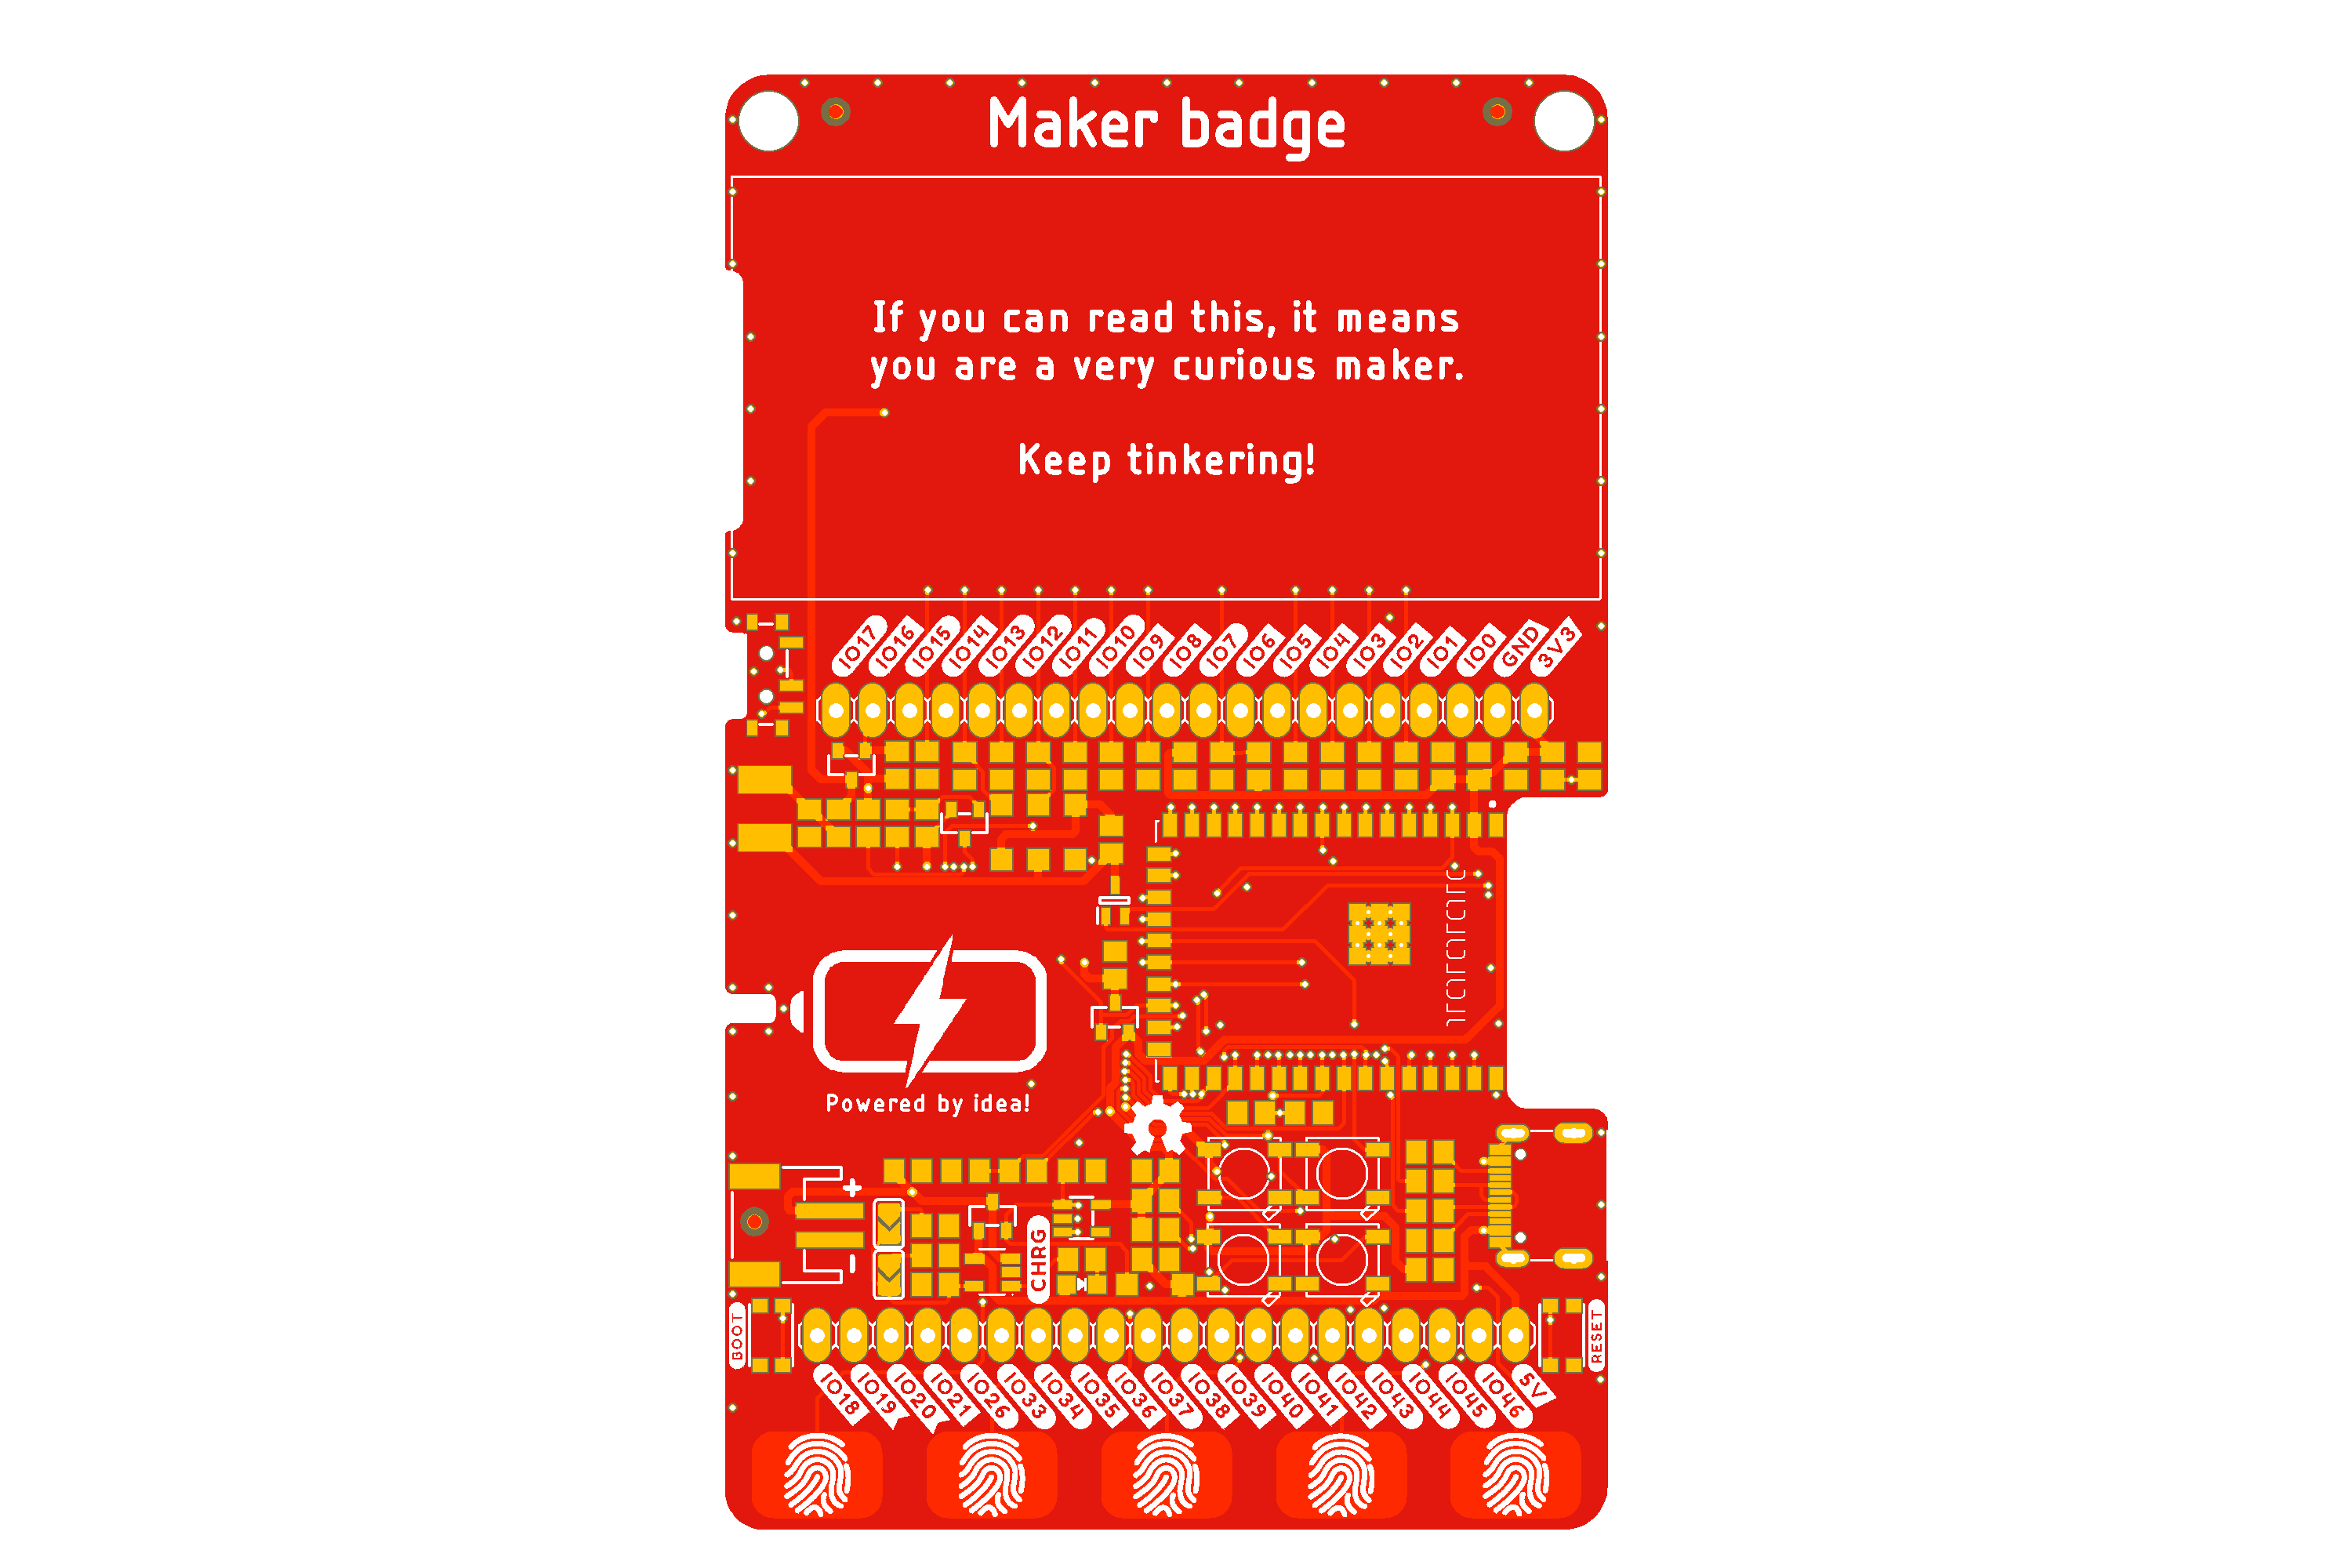 Maker badge
If you can read this, it means
you are a very curious maker.
Keep tinkering!
IO17 IO16 IO15 IO14 IO13 IO12 IO11 IO10 IO9 IO8 IO7 IO6 IO5 IO4 IO3 IO2 IO1 IO0 GND 3V3
Powered by idea!
+
-
CHRG
BOOT
RESET
IO18 IO19 IO20 IO21 IO26 IO33 IO34 IO35 IO36 IO37 IO38 IO39 IO40 IO41 IO42 IO43 IO44 IO45 IO46 5V